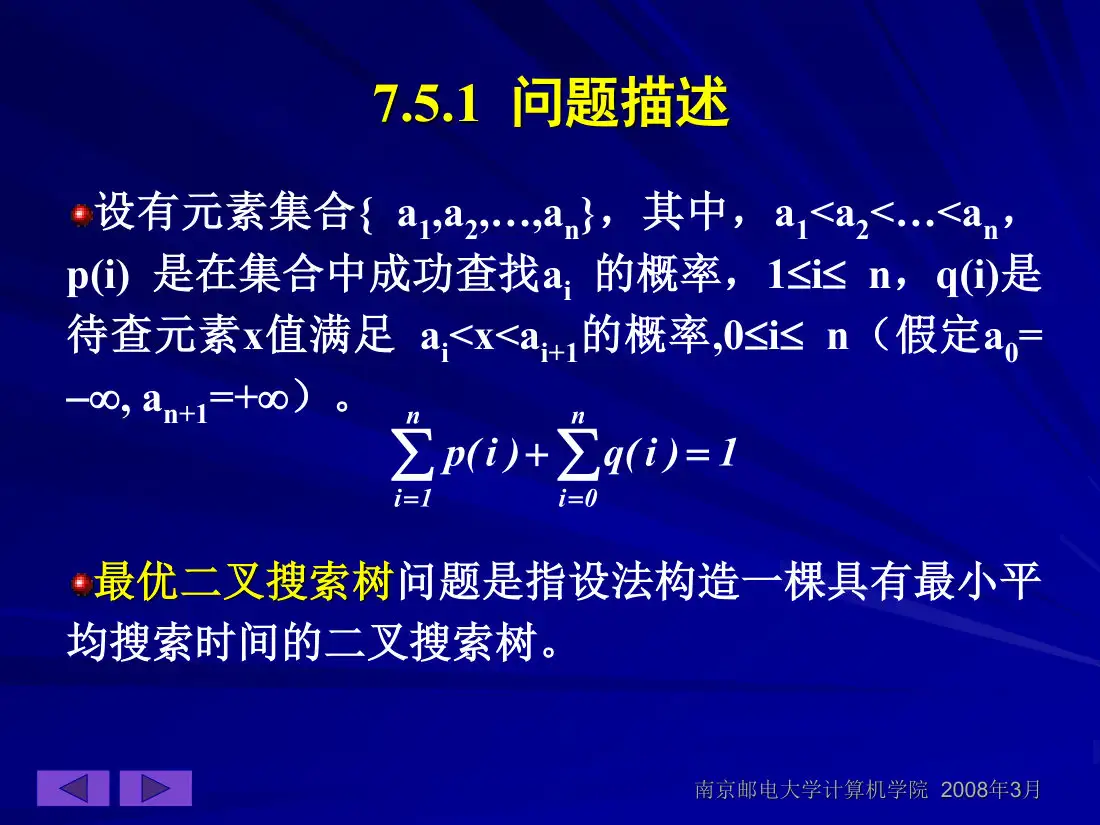 7.5.1 问题描述
设有元素集合{ a₁,a₂,…,aₙ}，其中，a₁<a₂<…<aₙ，
p(i) 是在集合中成功查找aᵢ 的概率，1≤i≤ n，q(i)是
待查元素x值满足 aᵢ<x<aᵢ₊₁的概率,0≤i≤ n（假定a₀=
–∞, aₙ₊₁=+∞）。
n n
∑ p( i ) + ∑ q( i ) = 1
i=1 i=0
最优二叉搜索树问题是指设法构造一棵具有最小平
均搜索时间的二叉搜索树。
南京邮电大学计算机学院 2008年3月